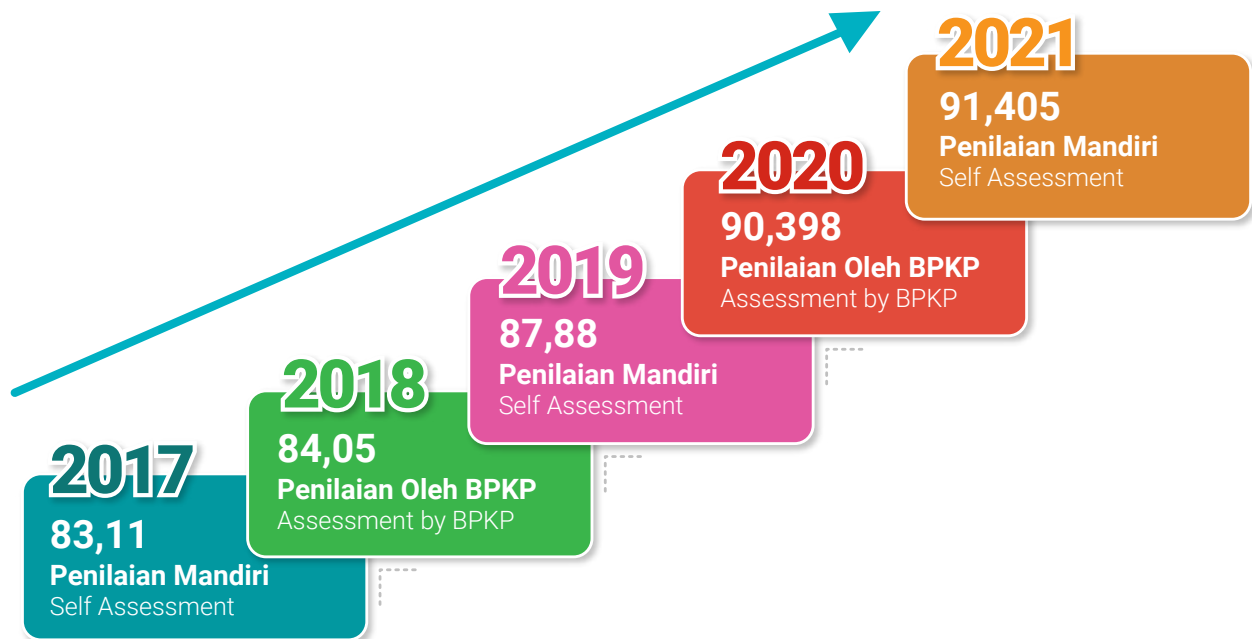 2017
83,11
Penilaian Mandiri
Self Assessment
2018
84,05
Penilaian Oleh BPKP
Assessment by BPKP
2019
87,88
Penilaian Mandiri
Self Assessment
2020
90,398
Penilaian Oleh BPKP
Assessment by BPKP
2021
91,405
Penilaian Mandiri
Self Assessment